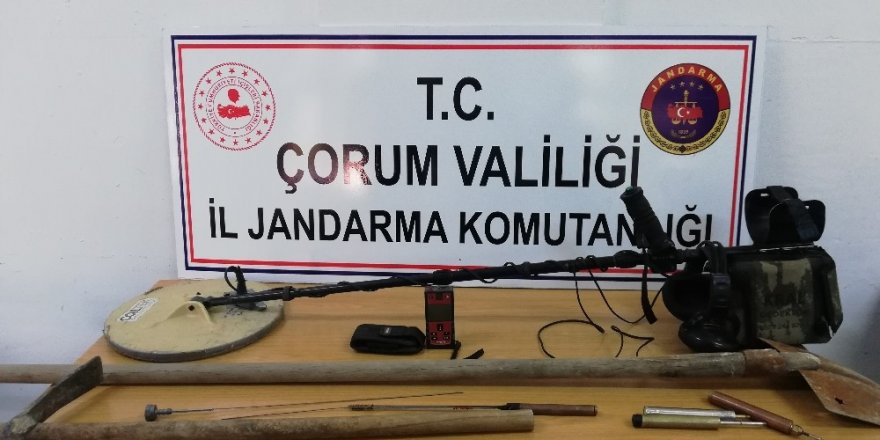 T.C.
ÇORUM VALİLİĞİ
İL JANDARMA KOMUTANLIĞI
JANDARMA